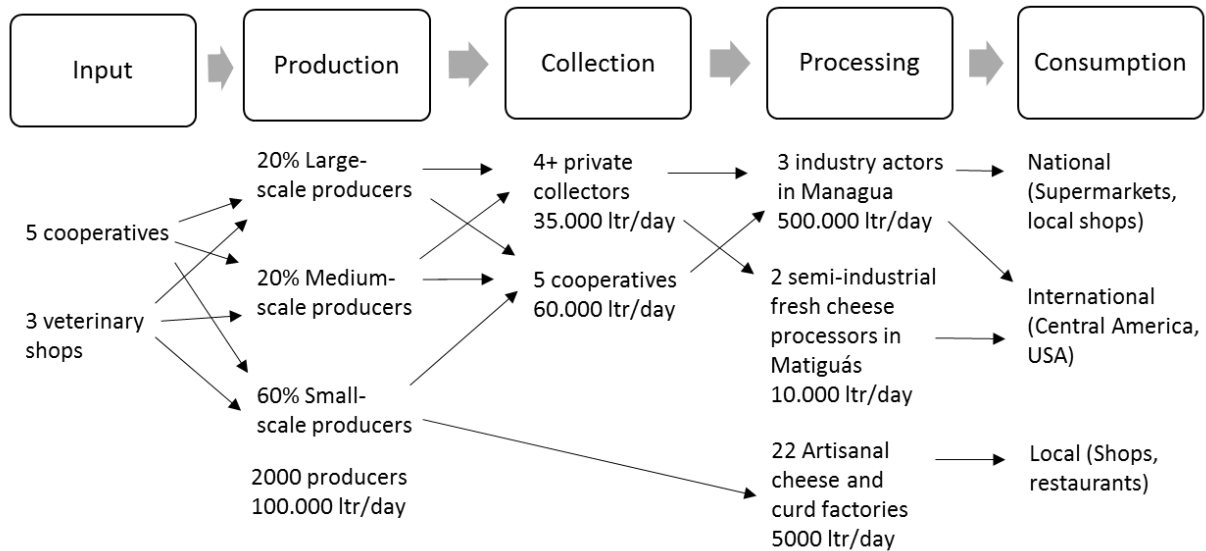 Input
Production
Collection
Processing
Consumption
5 cooperatives
3 veterinary
shops
20% Large-
scale producers
20% Medium-
scale producers
60% Small-
scale producers
2000 producers
100.000 ltr/day
4+ private
collectors
35.000 ltr/day
5 cooperatives
60.000 ltr/day
3 industry actors
in Managua
500.000 ltr/day
2 semi-industrial
fresh cheese
processors in
Matiguás
10.000 ltr/day
22 Artisanal
cheese and
curd factories
5000 ltr/day
National
(Supermarkets,
local shops)
International
(Central America,
USA)
Local (Shops,
restaurants)